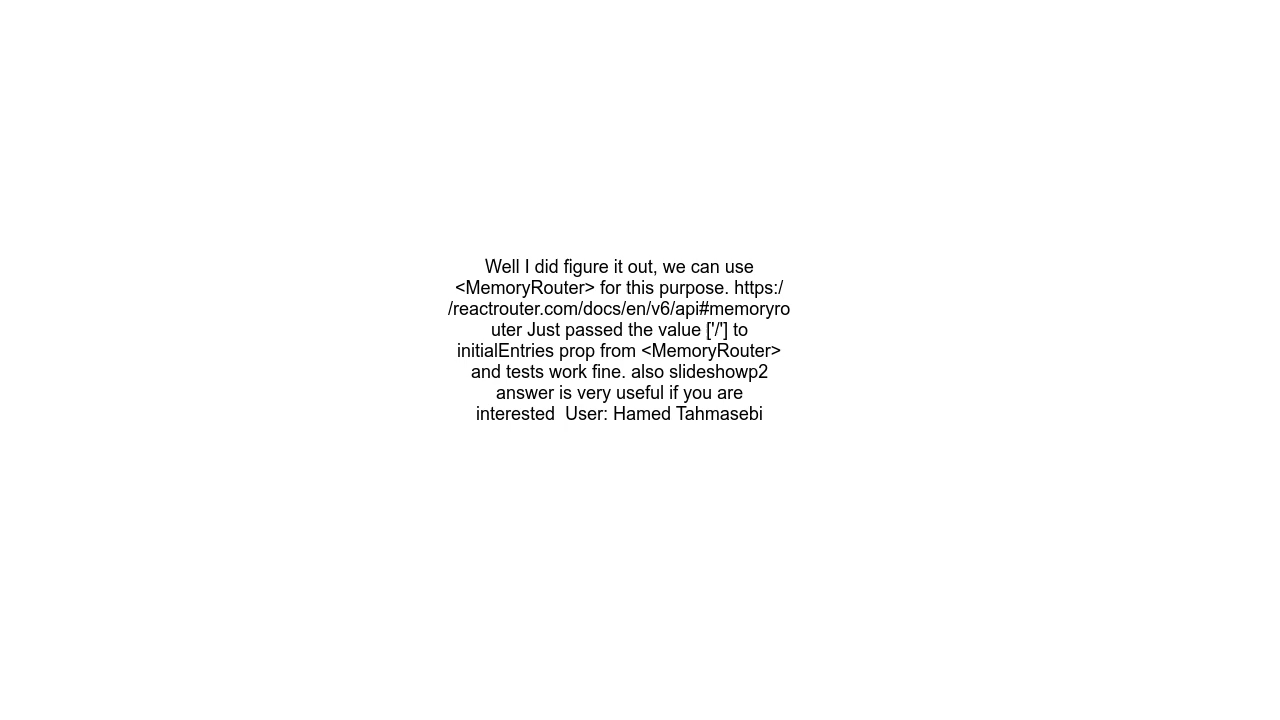 Well I did figure it out, we can use
<MemoryRouter> for this purpose. https:/
/reactrouter.com/docs/en/v6/api#memoryro
uter Just passed the value ['/'] to
initialEntries prop from <MemoryRouter>
and tests work fine. also slideshowp2
answer is very useful if you are
interested  User: Hamed Tahmasebi